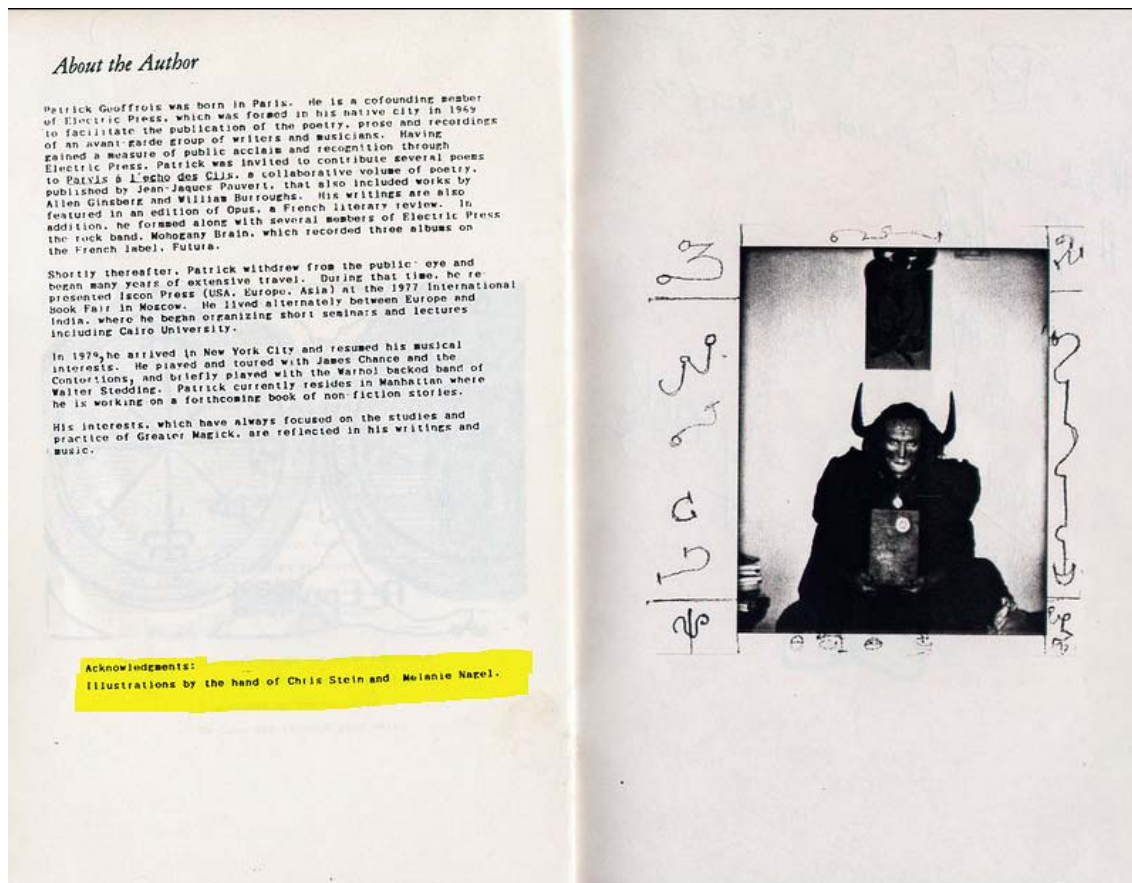 About the Author
Patrick Geoffrois was born in Paris. He is a cofounding member
of Electric Press, which was formed in his native city in 1969
to facilitate the publication of the poetry, prose and recordings
of an avant-garde group of writers and musicians. Having
gained a measure of public acclaim and recognition through
Electric Press, Patrick was invited to contribute several poems
to Parvis à L'echo des Cils, a collaborative volume of poetry,
published by Jean-Jaques Pauvert, that also included works by
Allen Ginsberg and William Burroughs. His writings are also
featured in an edition of Opus, a French literary review. In
addition, he formed along with several members of Electric Press
the rock band, Mohogany Brain, which recorded three albums on
the French label, Futura.
Shortly thereafter, Patrick withdrew from the public eye and
began many years of extensive travel. During that time, he re-
presented Iscon Press (USA, Europe, Asia) at the 1977 International
Book Fair in Moscow. He lived alternately between Europe and
India, where he began organizing short seminars and lectures
including Cairo University.
In 1979, he arrived in New York City and resumed his musical
interests. He played and toured with James Chance and the
Contortions, and briefly played with the Warhol backed band of
Walter Stedding. Patrick currently resides in Manhattan where
he is working on a forthcoming book of non-fiction stories.
His interests, which have always focused on the studies and
practice of Greater Magick, are reflected in his writings and
music.
Acknowledgments:
Illustrations by the hand of Chris Stein and Melanie Nagel.